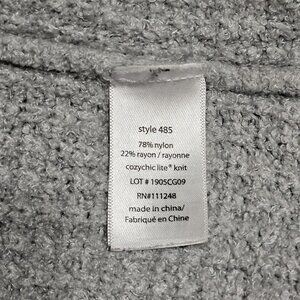 style 485
78% nylon
22% rayon / rayonne
cozychic lite® knit
LOT # 1905CG09
RN#111248
made in china/
Fabriqué en Chine